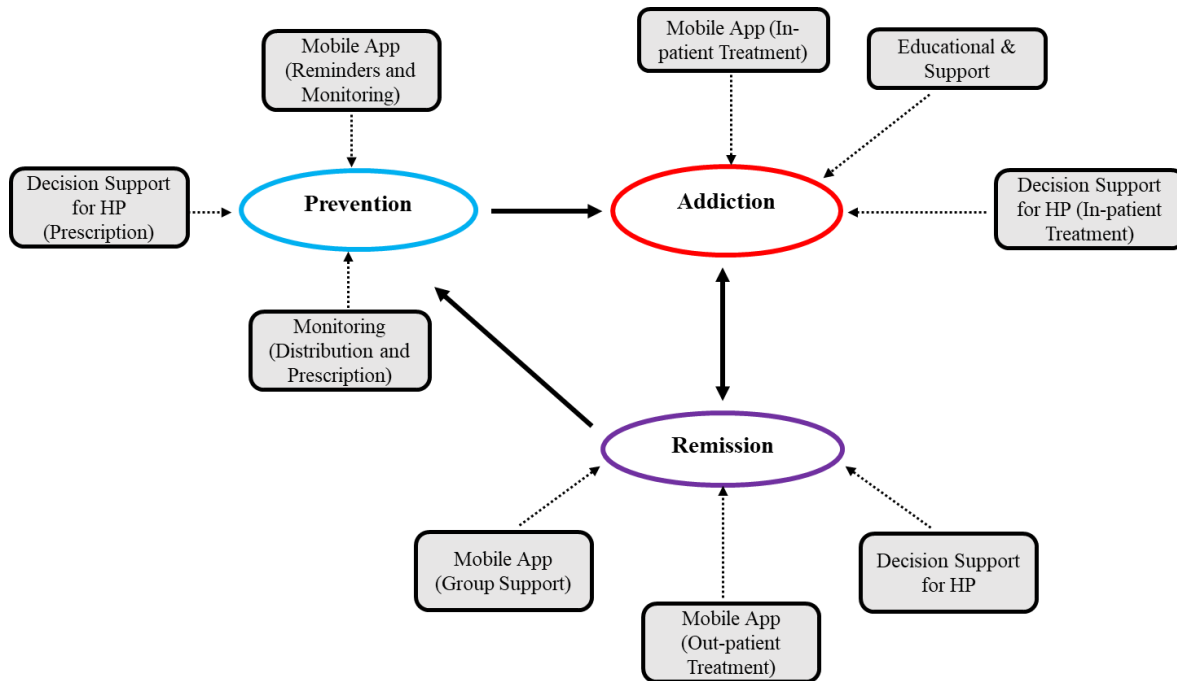 Mobile App
(Reminders and
Monitoring)
Mobile App (In-
patient Treatment)
Educational &
Support
Decision Support
for HP
(Prescription)
Prevention
Addiction
Decision Support
for HP (In-patient
Treatment)
Monitoring
(Distribution and
Prescription)
Remission
Mobile App
(Group Support)
Mobile App
(Out-patient
Treatment)
Decision Support
for HP